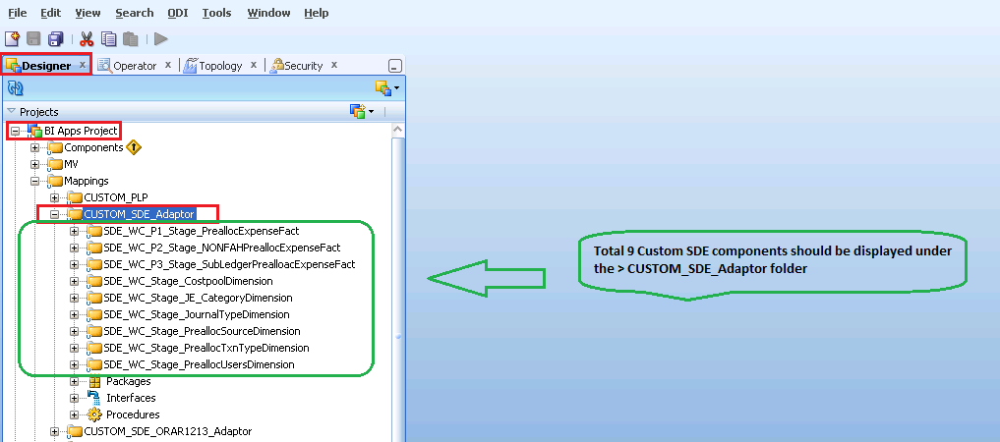 File Edit View Search ODI Tools Window Help
Designer x Operator x Topology x Security x
Projects
BI Apps Project
Components
MV
Mappings
CUSTOM_PLP
CUSTOM_SDE_Adaptor
SDE_WC_P1_Stage_PreallocExpenseFact
SDE_WC_P2_Stage_NONFAHPreallocExpenseFact
SDE_WC_P3_Stage_SubLedgerPrealloacExpenseFact
SDE_WC_Stage_CostpoolDimension
SDE_WC_Stage_JE_CategoryDimension
SDE_WC_Stage_JournalTypeDimension
SDE_WC_Stage_PreallocSourceDimension
SDE_WC_Stage_PreallocTxnTypeDimension
SDE_WC_Stage_PreallocUsersDimension
Packages
Interfaces
Procedures
CUSTOM_SDE_ORAR1213_Adaptor
Total 9 Custom SDE components should be displayed under
the > CUSTOM_SDE_Adaptor folder